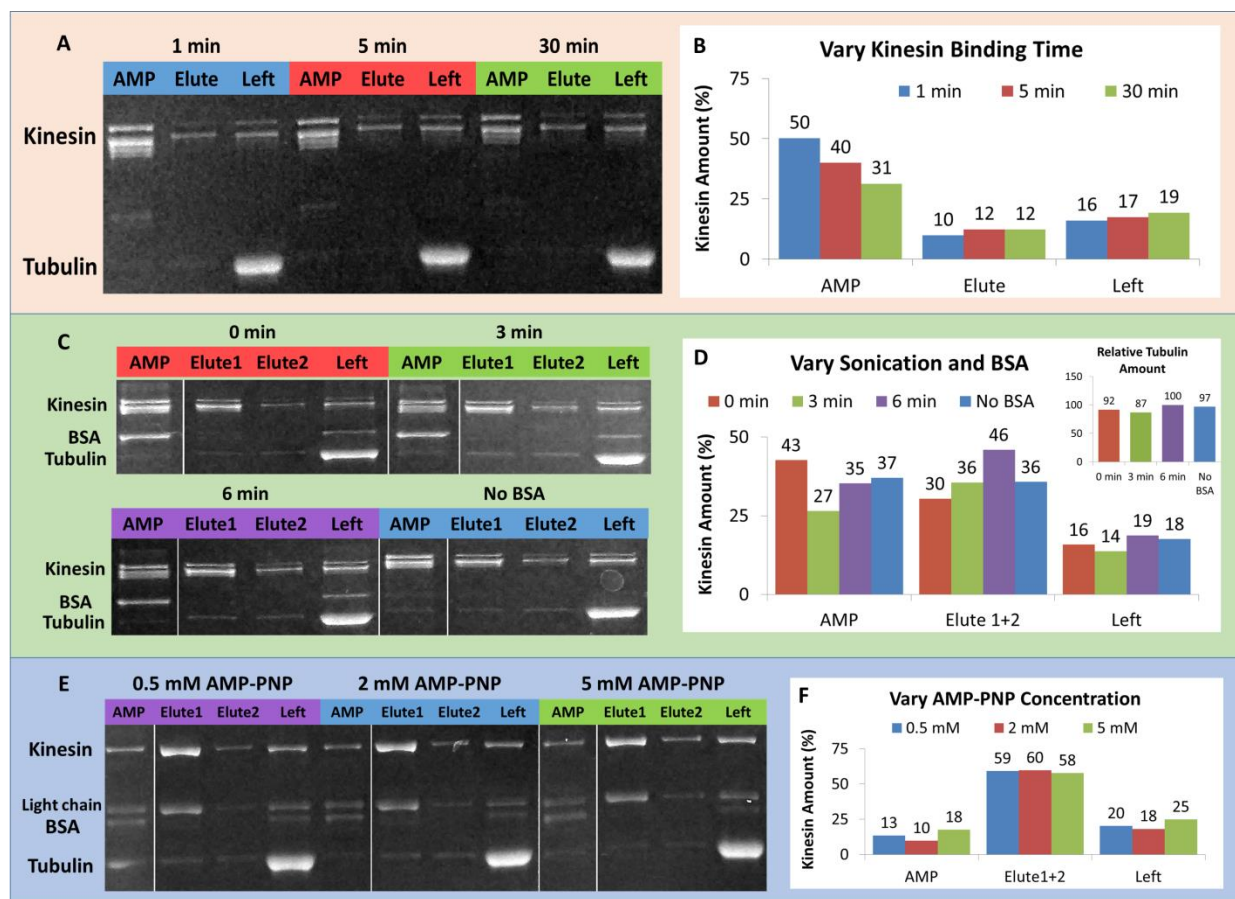 A
1 min 5 min 30 min
AMP Elute Left AMP Elute Left AMP Elute Left
Kinesin
Tubulin
B
Vary Kinesin Binding Time
1 min 5 min 30 min
Kinesin Amount (%)
75
50
25
0
50 40 31
10 12 12
16 17 19
AMP Elute Left
C
0 min 3 min
AMP Elute1 Elute2 Left AMP Elute1 Elute2 Left
Kinesin
BSA
Tubulin
6 min No BSA
AMP Elute1 Elute2 Left AMP Elute1 Elute2 Left
Kinesin
BSA
Tubulin
D
Vary Sonication and BSA
0 min 3 min 6 min No BSA
Kinesin Amount (%)
50
25
0
43 27 35 37
30 36 46 36
16 14 19 18
AMP Elute 1+2 Left
Relative Tubulin
Amount
150
100
50
0
92 87 100 97
0 min 3 min 6 min No
BSA
E
0.5 mM AMP-PNP 2 mM AMP-PNP 5 mM AMP-PNP
AMP Elute1 Elute2 Left AMP Elute1 Elute2 Left AMP Elute1 Elute2 Left
Kinesin
Light chain
BSA
Tubulin
F
Vary AMP-PNP Concentration
0.5 mM 2 mM 5 mM
Kinesin Amount (%)
75
50
25
0
13 10 18
59 60 58
20 18 25
AMP Elute1+2 Left